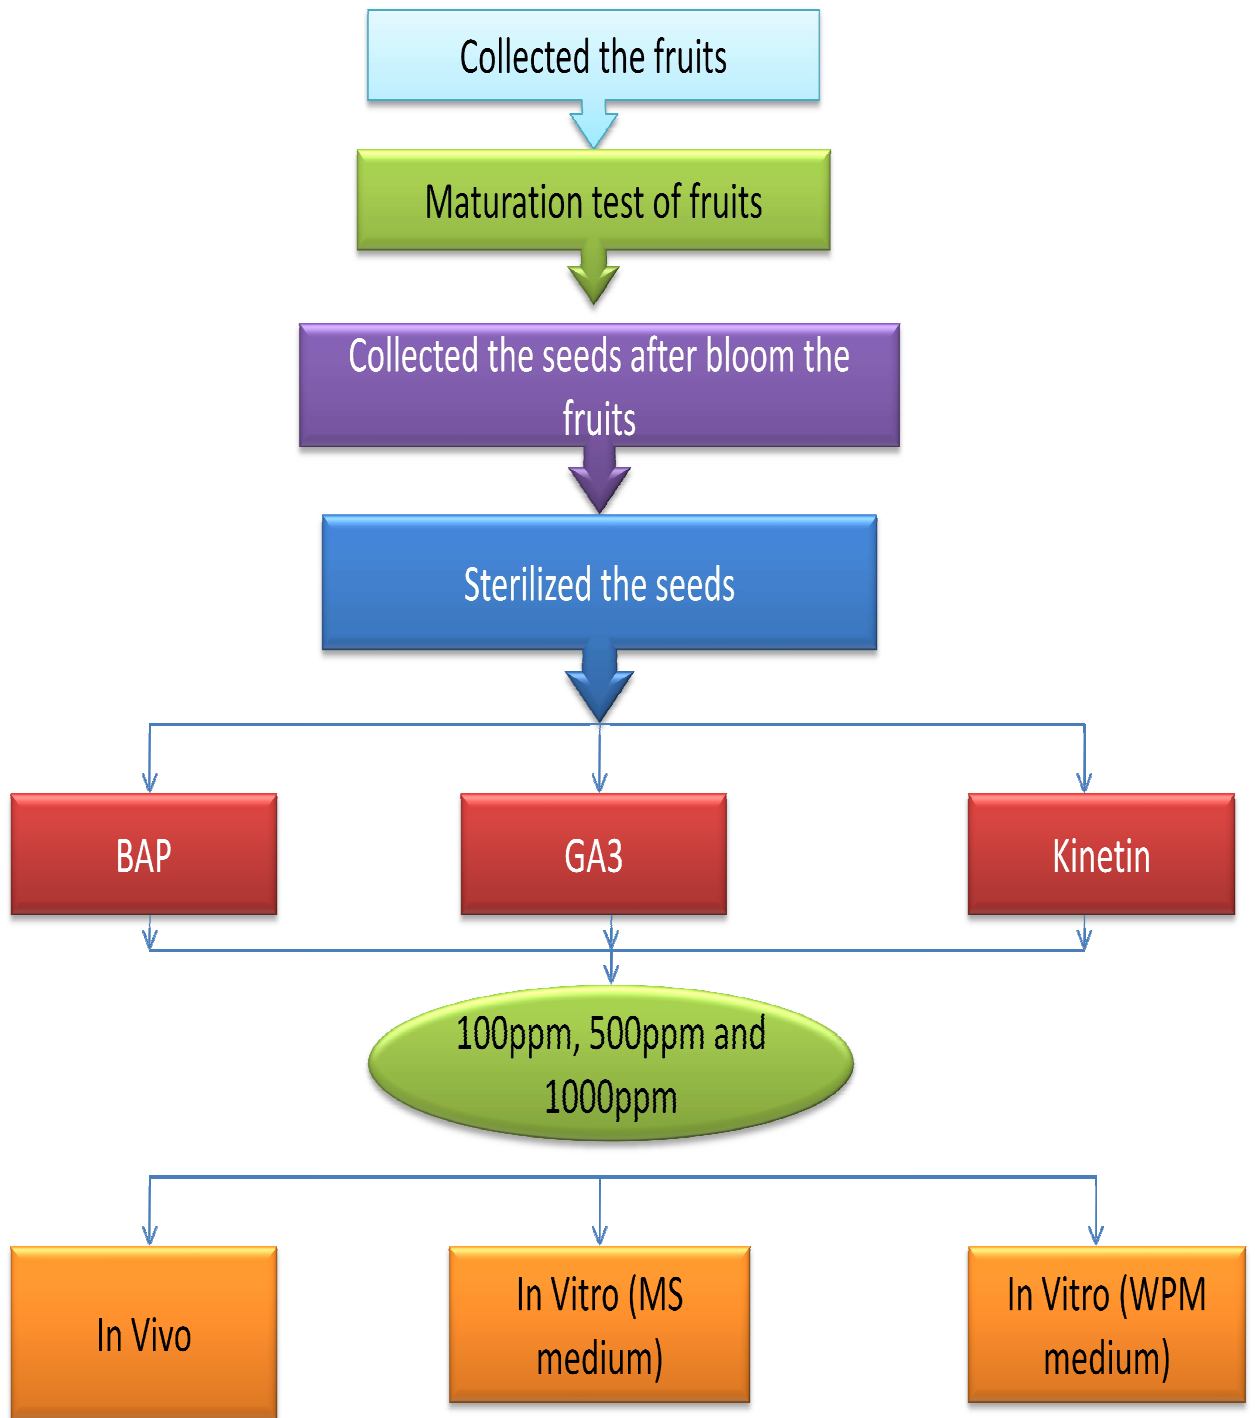 Collected the fruits
Maturation test of fruits
Collected the seeds after bloom the
fruits
Sterilized the seeds
BAP
GA3
Kinetin
100ppm, 500ppm and
1000ppm
In Vivo
In Vitro (MS
medium)
In Vitro (WPM
medium)